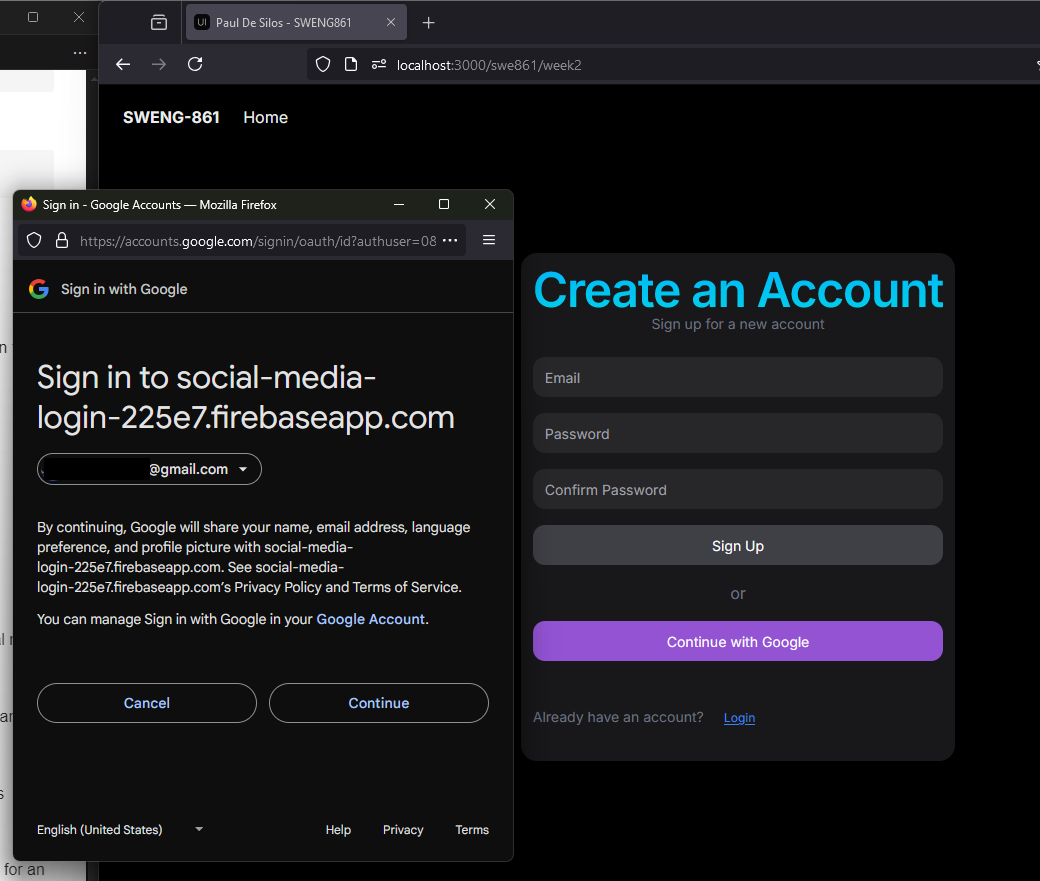 Paul De Silos - SWENG861
localhost:3000/swe861/week2
SWENG-861 Home
Sign in - Google Accounts — Mozilla Firefox
https://accounts.google.com/signin/oauth/id?authuser=08
Sign in with Google
Sign in to social-media-
login-225e7.firebaseapp.com
@gmail.com
By continuing, Google will share your name, email address, language
preference, and profile picture with social-media-
login-225e7.firebaseapp.com. See social-media-
login-225e7.firebaseapp.com’s Privacy Policy and Terms of Service.
You can manage Sign in with Google in your Google Account.
Cancel
Continue
English (United States)
Help
Privacy
Terms
Create an Account
Sign up for a new account
Email
Password
Confirm Password
Sign Up
or
Continue with Google
Already have an account? Login
for an